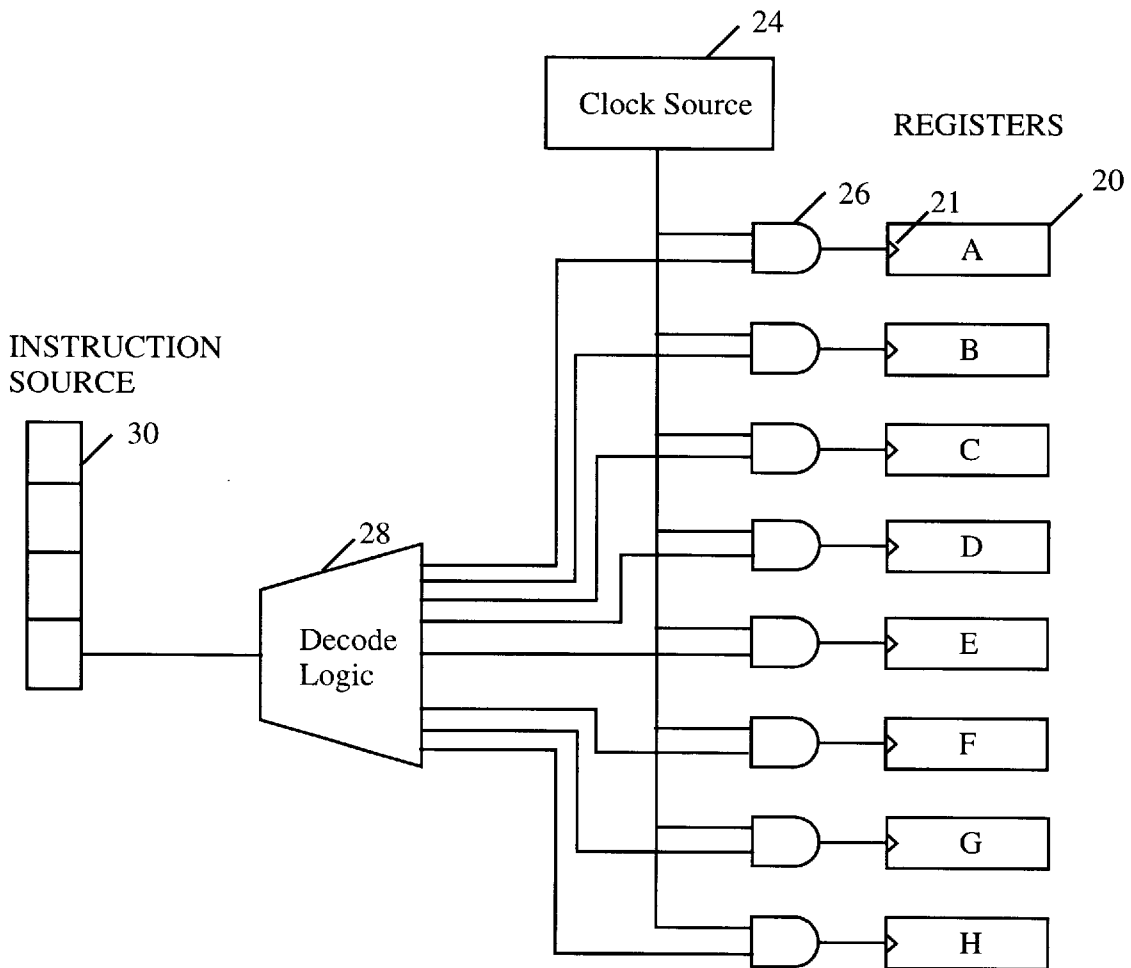 24
Clock Source
REGISTERS
26
21
20
A
B
INSTRUCTION
SOURCE
30
C
28
D
Decode
Logic
E
F
G
H